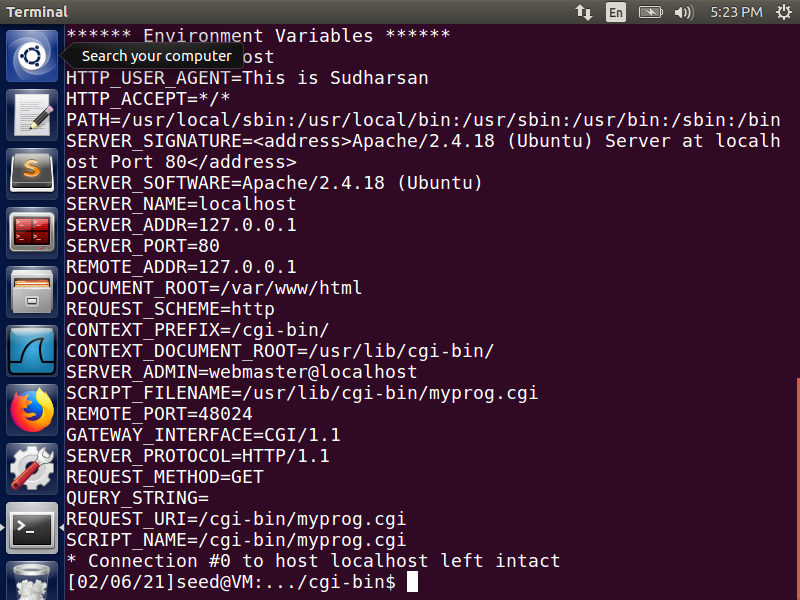 Terminal
En
5:23 PM
****** Environment Variables ******
Search your computer
ost
HTTP_USER_AGENT=This is Sudharsan
HTTP_ACCEPT=*/*
PATH=/usr/local/sbin:/usr/local/bin:/usr/sbin:/usr/bin:/sbin:/bin
SERVER_SIGNATURE=<address>Apache/2.4.18 (Ubuntu) Server at localh
ost Port 80</address>
SERVER_SOFTWARE=Apache/2.4.18 (Ubuntu)
SERVER_NAME=localhost
SERVER_ADDR=127.0.0.1
SERVER_PORT=80
REMOTE_ADDR=127.0.0.1
DOCUMENT_ROOT=/var/www/html
REQUEST_SCHEME=http
CONTEXT_PREFIX=/cgi-bin/
CONTEXT_DOCUMENT_ROOT=/usr/lib/cgi-bin/
SERVER_ADMIN=webmaster@localhost
SCRIPT_FILENAME=/usr/lib/cgi-bin/myprog.cgi
REMOTE_PORT=48024
GATEWAY_INTERFACE=CGI/1.1
SERVER_PROTOCOL=HTTP/1.1
REQUEST_METHOD=GET
QUERY_STRING=
REQUEST_URI=/cgi-bin/myprog.cgi
SCRIPT_NAME=/cgi-bin/myprog.cgi
* Connection #0 to host localhost left intact
[02/06/21]seed@VM:.../cgi-bin$